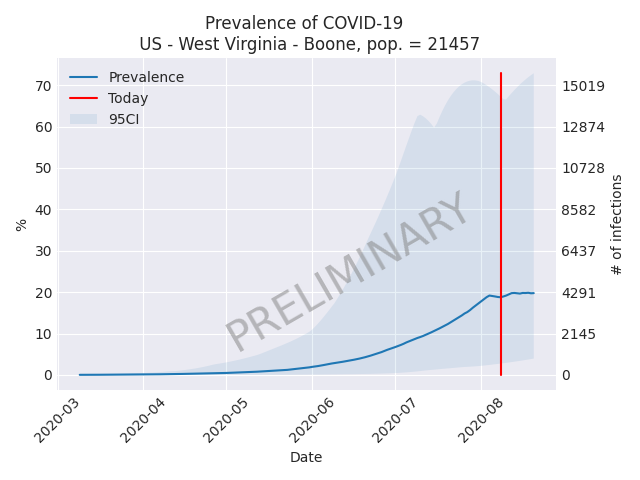 Prevalence of COVID-19
US - West Virginia - Boone, pop. = 21457
Prevalence
Today
95CI
PRELIMINARY
%
70
60
50
40
30
20
10
0
15019
12874
10728
8582
6437
4291
2145
0
# of infections
2020-03
2020-04
2020-05
2020-06
2020-07
2020-08
Date